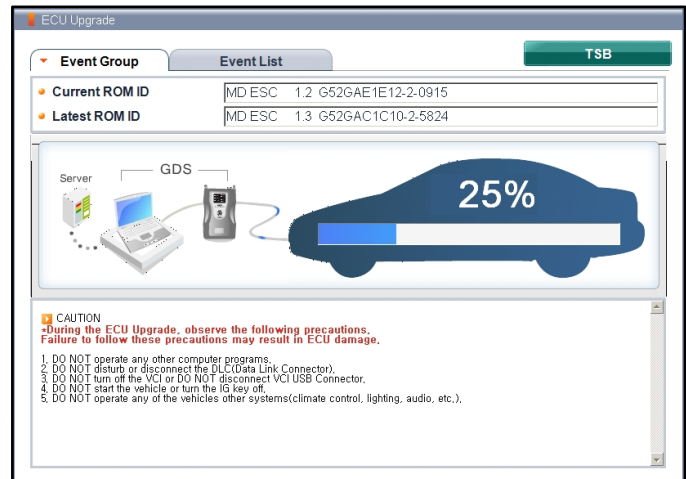 ECU Upgrade
Event Group
Event List
TSB
Current ROM ID
MD ESC 1.2 G52GAE1E12-2-0915
Latest ROM ID
MD ESC 1.3 G52GAC1C10-2-5824
Server
GDS
25%
CAUTION
*During the ECU Upgrade, observe the following precautions,
Failure to follow these precautions may result in ECU damage,
1, DO NOT operate any other computer programs,
2, DO NOT disturb or disconnect the DLC(Data Link Connector),
3, DO NOT turn off the VCI or DO NOT disconnect VCI USB Connector,
4, DO NOT start the vehicle or turn the IG key off,
5, DO NOT operate any of the vehicles other systems(climate control, lighting, audio, etc,),